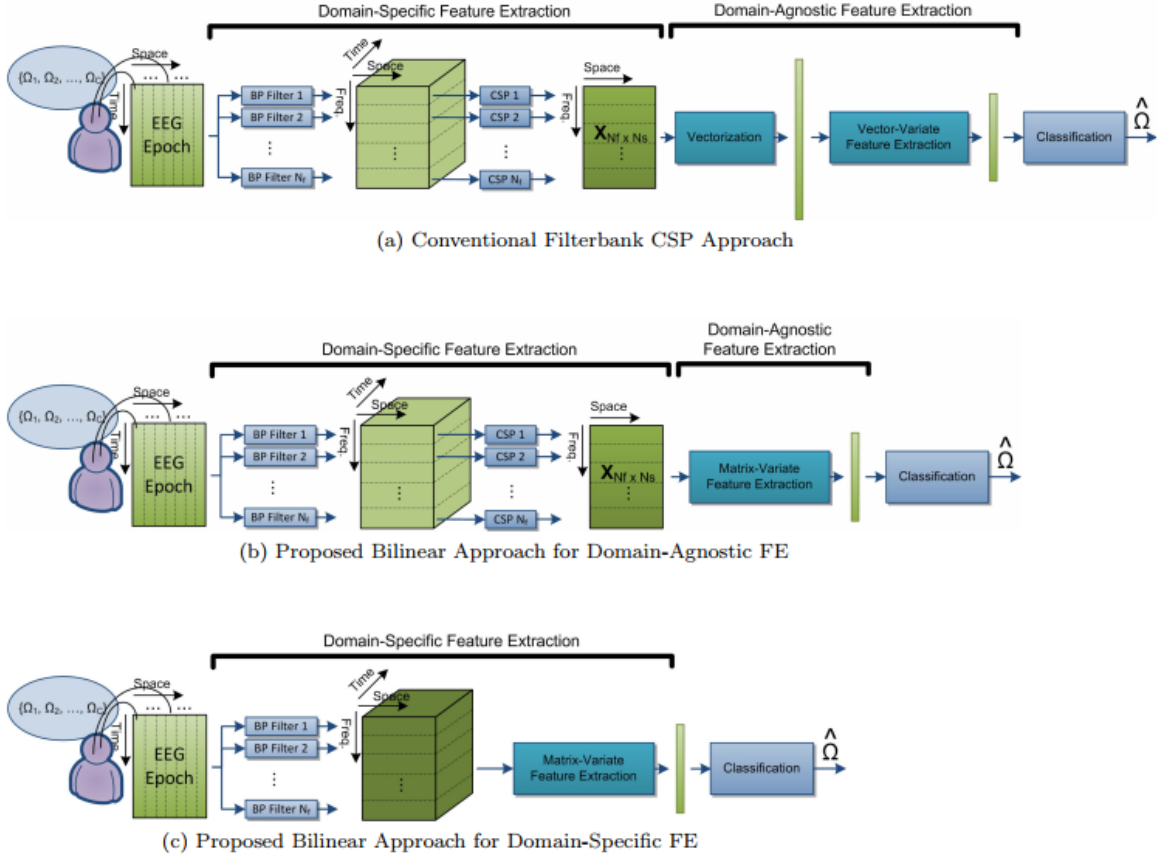 Domain-Specific Feature Extraction
Domain-Agnostic Feature Extraction
{Ω1, Ω2, ..., ΩC}
Space
... ...
Time
EEG
Epoch
BP Filter 1
BP Filter 2
⋮
BP Filter Nf
Time
Space
Freq.
⋮
CSP 1
CSP 2
⋮
CSP Nf
Space
Freq.
XNf x Ns
⋮
Vectorization
Vector-Variate
Feature Extraction
Classification
Ω̂
(a) Conventional Filterbank CSP Approach
Domain-Specific Feature Extraction
Domain-Agnostic
Feature Extraction
{Ω1, Ω2, ..., ΩC}
Space
... ...
Time
EEG
Epoch
BP Filter 1
BP Filter 2
⋮
BP Filter Nf
Time
Space
Freq.
⋮
CSP 1
CSP 2
⋮
CSP Nf
Space
Freq.
XNf x Ns
⋮
Matrix-Variate
Feature Extraction
Classification
Ω̂
(b) Proposed Bilinear Approach for Domain-Agnostic FE
Domain-Specific Feature Extraction
{Ω1, Ω2, ..., ΩC}
Space
... ...
Time
EEG
Epoch
BP Filter 1
BP Filter 2
⋮
BP Filter Nf
Time
Space
Freq.
⋮
Matrix-Variate
Feature Extraction
Classification
Ω̂
(c) Proposed Bilinear Approach for Domain-Specific FE